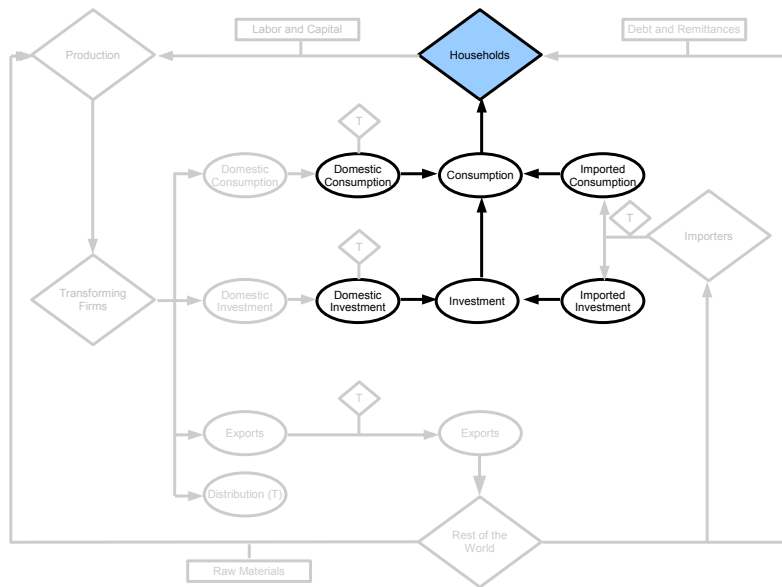 Labor and Capital
Debt and Remittances
Production
Households
T
Domestic
Consumption
Domestic
Consumption
Consumption
Imported
Consumption
T
Importers
T
Transforming
Firms
Domestic
Investment
Domestic
Investment
Investment
Imported
Investment
T
Exports
Exports
Distribution (T)
Rest of the
World
Raw Materials